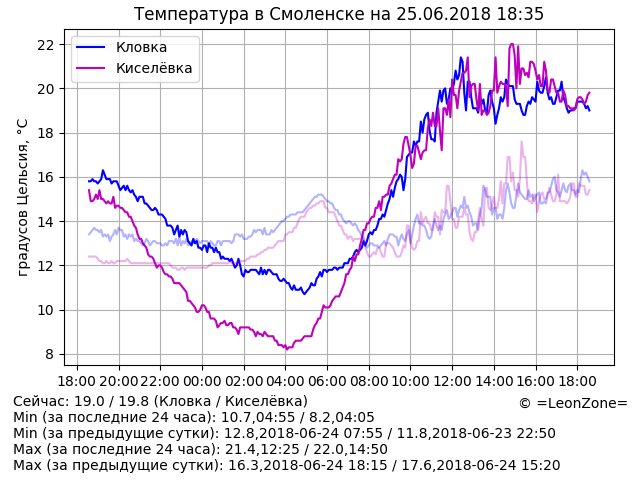 Температура в Смоленске на 25.06.2018 18:35
Кловка
Киселёвка
градусов Цельсия, °C
22
20
18
16
14
12
10
8
18:00 20:00 22:00 00:00 02:00 04:00 06:00 08:00 10:00 12:00 14:00 16:00 18:00
Сейчас: 19.0 / 19.8 (Кловка / Киселёвка)
© =LeonZone=
Min (за последние 24 часа): 10.7,04:55 / 8.2,04:05
Min (за предыдущие сутки): 12.8,2018-06-24 07:55 / 11.8,2018-06-23 22:50
Max (за последние 24 часа): 21.4,12:25 / 22.0,14:50
Max (за предыдущие сутки): 16.3,2018-06-24 18:15 / 17.6,2018-06-24 15:20